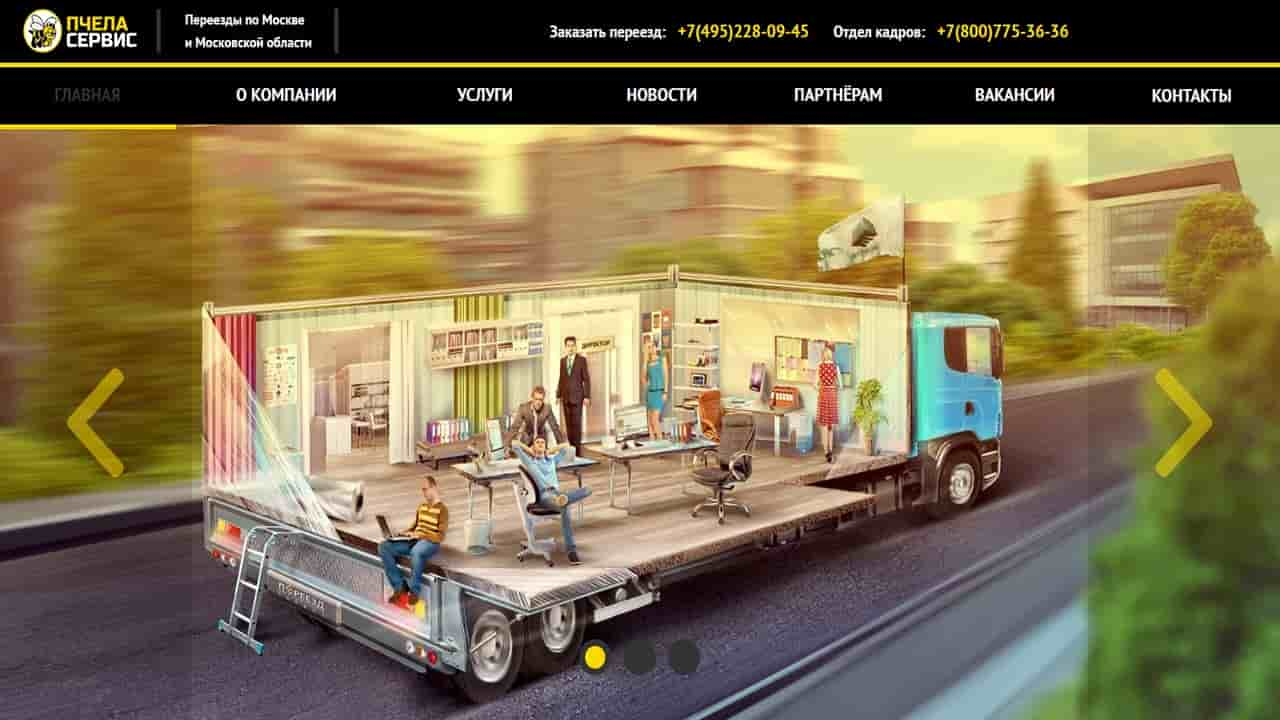 ПЧЕЛА
СЕРВИС
Переезды по Москве
и Московской области
Заказать переезд: +7(495)228-09-45 Отдел кадров: +7(800)775-36-36
ГЛАВНАЯ О КОМПАНИИ УСЛУГИ НОВОСТИ ПАРТНЁРАМ ВАКАНСИИ КОНТАКТЫ
ДИРЕКТОР
ПЕРЕЕЗД